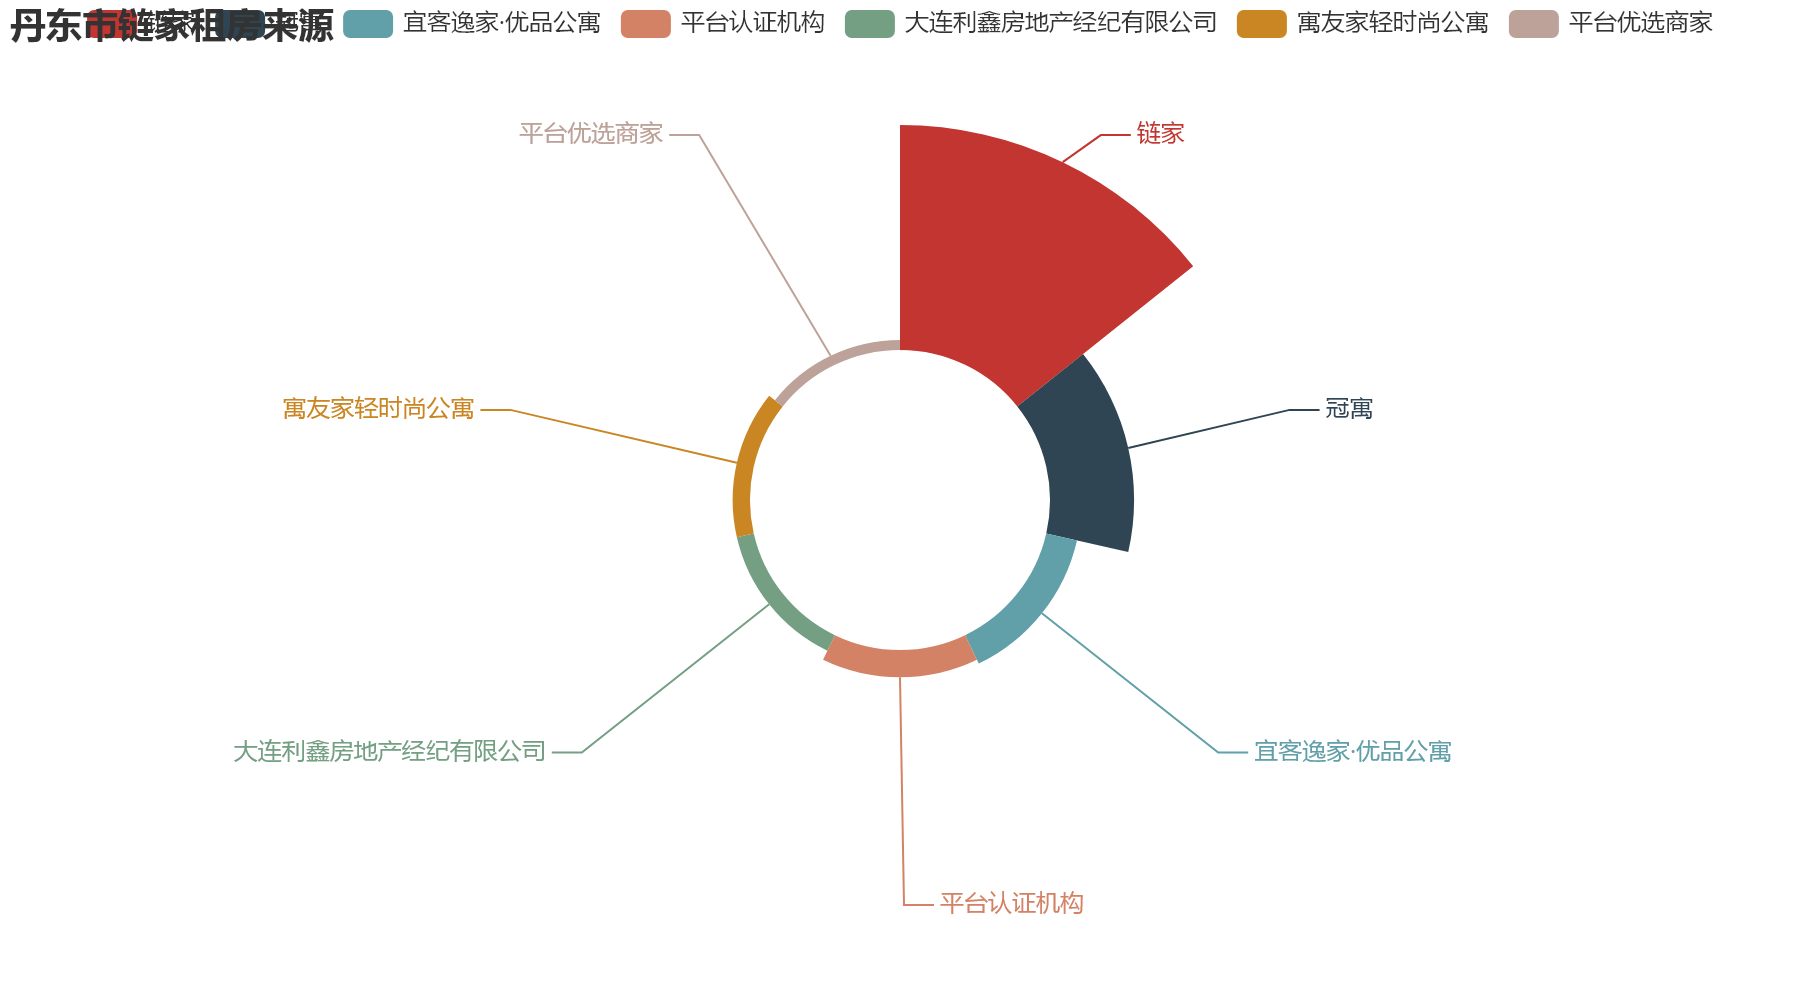 丹东市链家租房来源
链家 冠寓 宜客逸家·优品公寓 平台认证机构 大连利鑫房地产经纪有限公司 寓友家轻时尚公寓 平台优选商家
平台优选商家
链家
寓友家轻时尚公寓
冠寓
大连利鑫房地产经纪有限公司
宜客逸家·优品公寓
平台认证机构